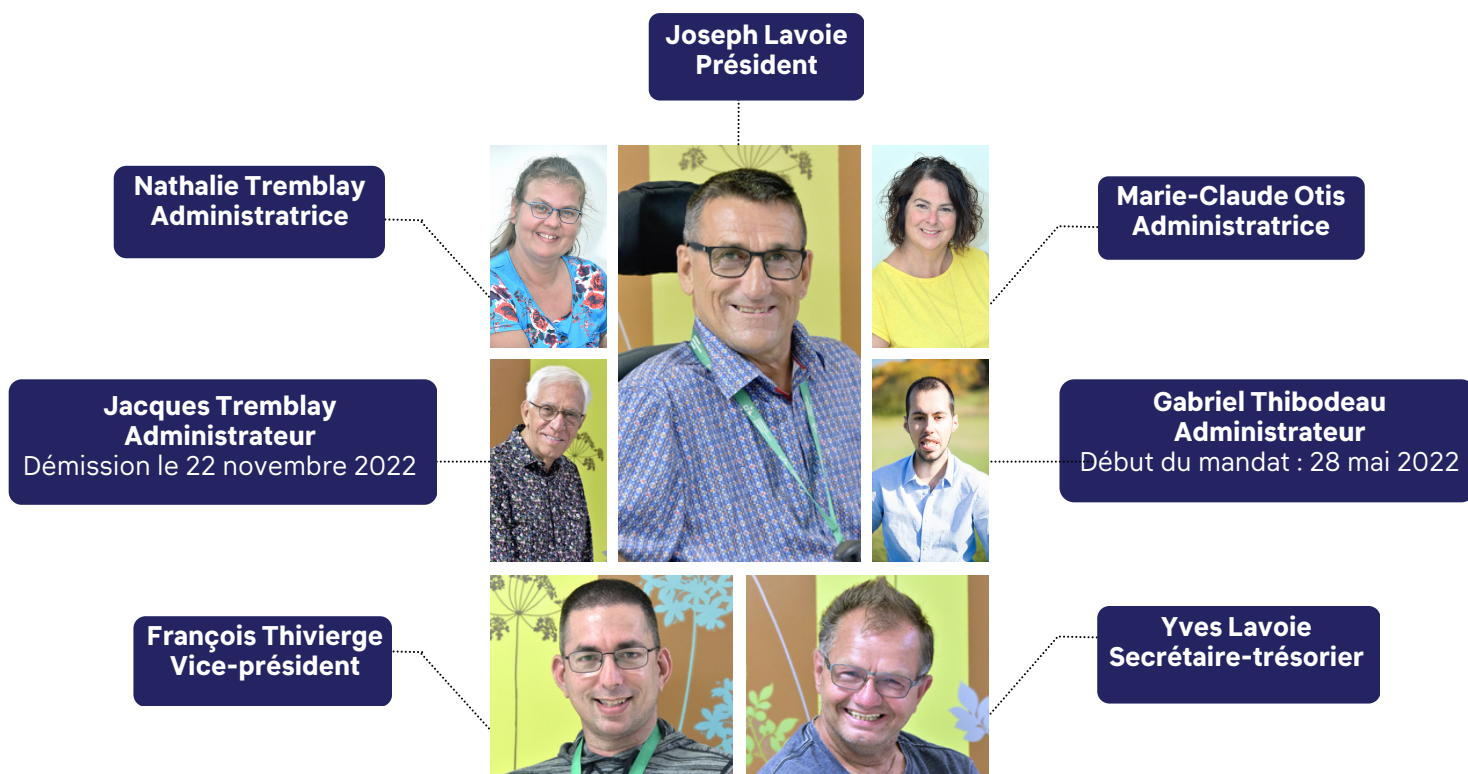 Joseph Lavoie
Président
Nathalie Tremblay
Administratrice
Marie-Claude Otis
Administratrice
Jacques Tremblay
Administrateur
Démission le 22 novembre 2022
Gabriel Thibodeau
Administrateur
Début du mandat : 28 mai 2022
François Thivierge
Vice-président
Yves Lavoie
Secrétaire-trésorier